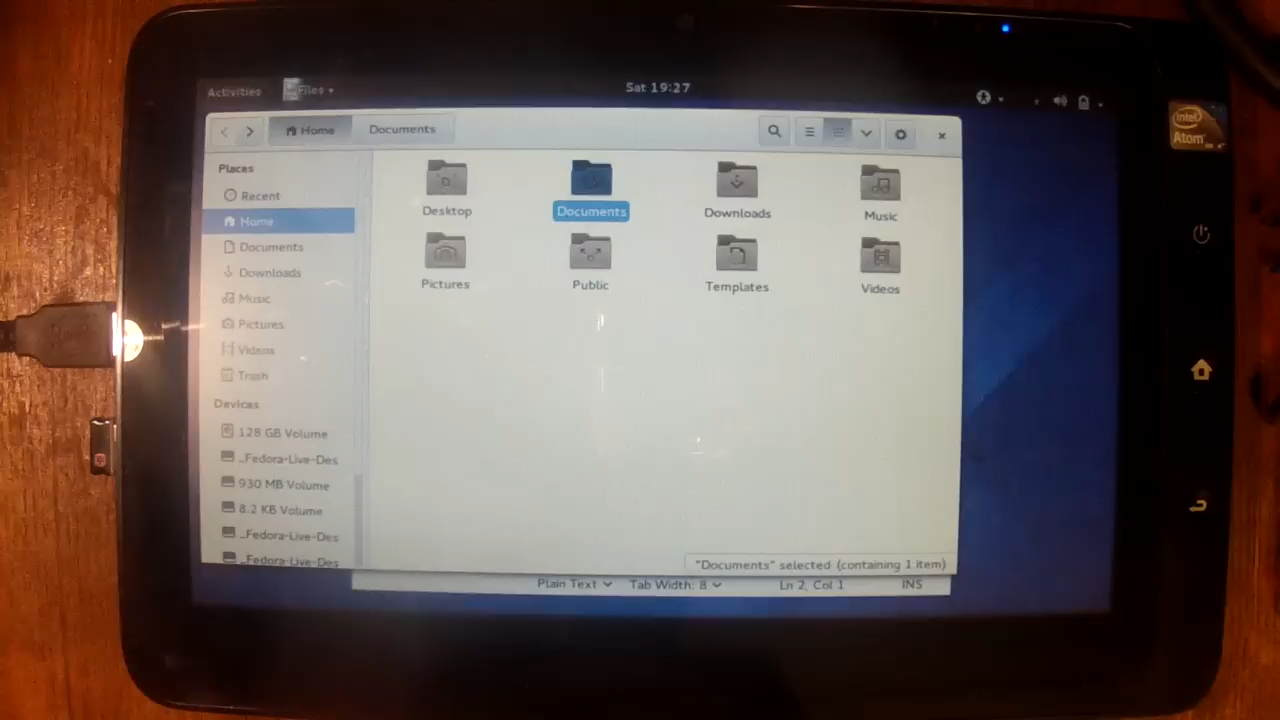 Activities Files Sat 19:27
Home Documents
Places
Recent
Home
Documents
Downloads
Music
Pictures
Videos
Trash
Devices
128 GB Volume
_Fedora-Live-Des
930 MB Volume
8.2 KB Volume
_Fedora-Live-Des
_Fedora-Live-Des
Desktop Documents Downloads Music
Pictures Public Templates Videos
"Documents" selected (containing 1 item)
Plain Text Tab Width: 8 Ln 2, Col 1 INS
intel
Atom